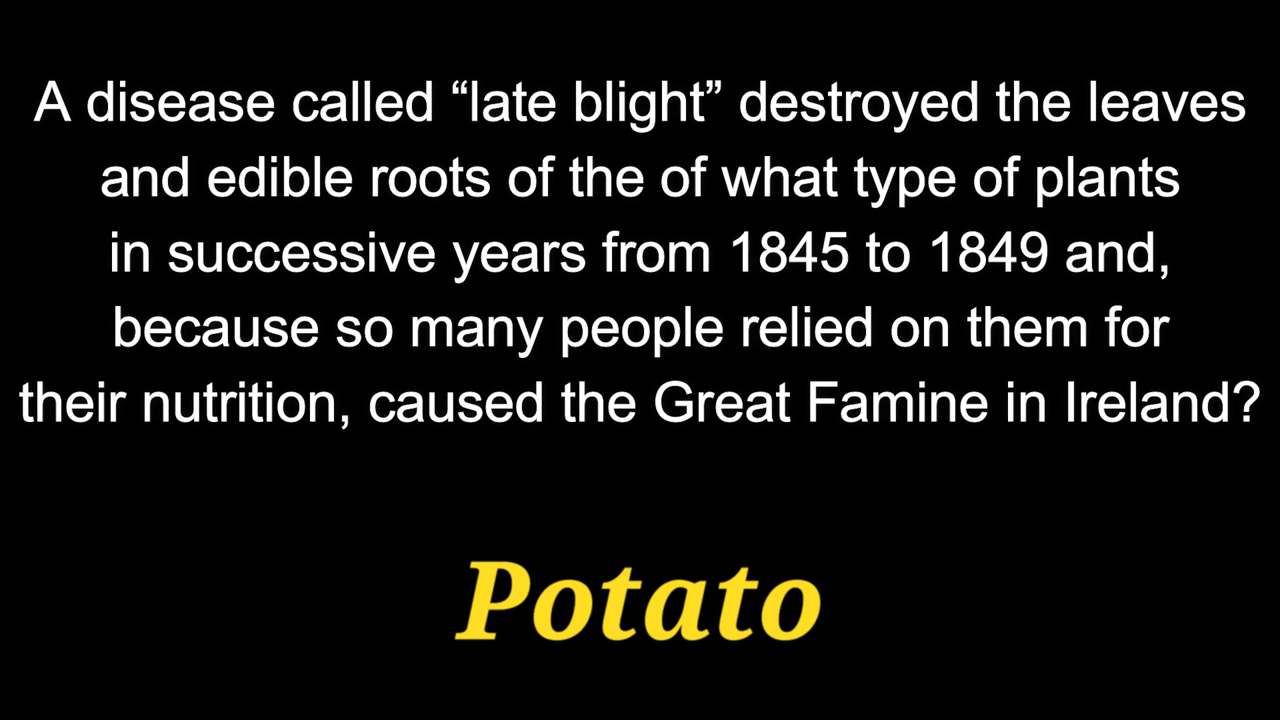 A disease called “late blight” destroyed the leaves
and edible roots of the of what type of plants
in successive years from 1845 to 1849 and,
because so many people relied on them for
their nutrition, caused the Great Famine in Ireland?
Potato